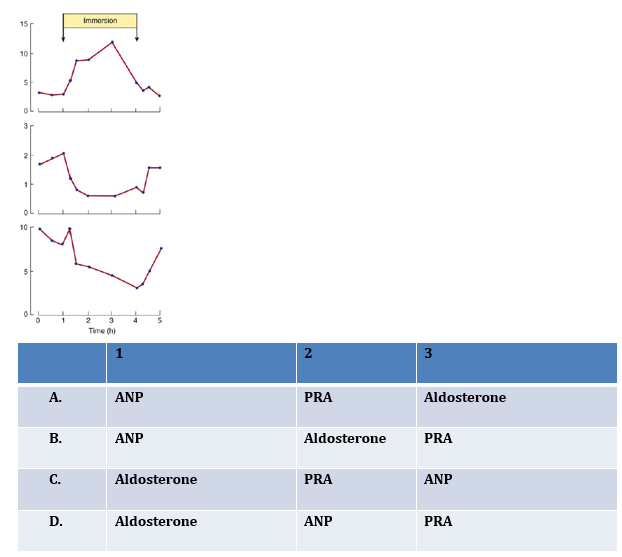 Immersion
15
10
5
0
3
2
1
0
10
5
0
0 1 2 3 4 5
Time (h)
1 2 3
A. ANP PRA Aldosterone
B. ANP Aldosterone PRA
C. Aldosterone PRA ANP
D. Aldosterone ANP PRA